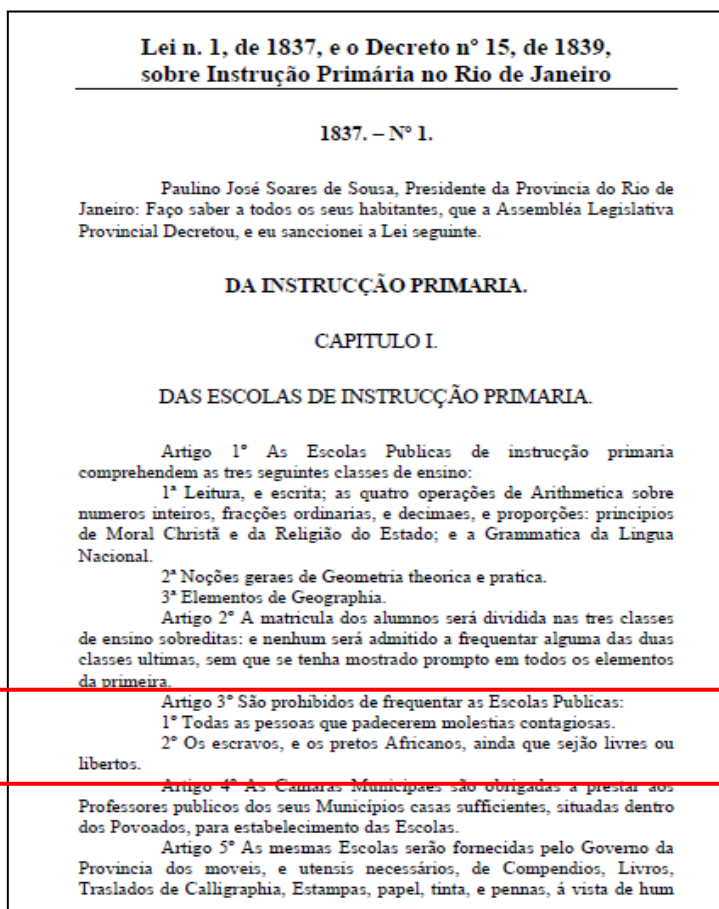 Lei n. 1, de 1837, e o Decreto nº 15, de 1839,
sobre Instrução Primária no Rio de Janeiro
1837. – Nº 1.
Paulino José Soares de Sousa, Presidente da Provincia do Rio de
Janeiro: Faço saber a todos os seus habitantes, que a Assembléa Legislativa
Provincial Decretou, e eu sanccionei a Lei seguinte.
DA INSTRUCÇÃO PRIMARIA.
CAPITULO I.
DAS ESCOLAS DE INSTRUCÇÃO PRIMARIA.
Artigo 1º As Escolas Publicas de instrucção primaria
comprehendem as tres seguintes classes de ensino:
1ª Leitura, e escrita; as quatro operações de Arithmetica sobre
numeros inteiros, fracções ordinarias, e decimaes, e proporções: principios
de Moral Christã e da Religião do Estado; e a Grammatica da Lingua
Nacional.
2ª Noções geraes de Geometria theorica e pratica.
3ª Elementos de Geographia.
Artigo 2º A matricula dos alumnos será dividida nas tres classes
de ensino sobreditas: e nenhum será admitido a frequentar alguma das duas
classes ultimas, sem que se tenha mostrado prompto em todos os elementos
da primeira.
Artigo 3º São prohibidos de frequentar as Escolas Publicas:
1º Todas as pessoas que padecerem molestias contagiosas.
2º Os escravos, e os pretos Africanos, ainda que sejão livres ou
libertos.
Artigo 4º As Camaras Municipaes são obrigadas a prestar aos
Professores publicos dos seus Municípios casas sufficientes, situadas dentro
dos Povoados, para estabelecimento das Escolas.
Artigo 5º As mesmas Escolas serão fornecidas pelo Governo da
Provincia dos moveis, e utensis necessários, de Compendios, Livros,
Traslados de Calligraphia, Estampas, papel, tinta, e pennas, á vista de hum